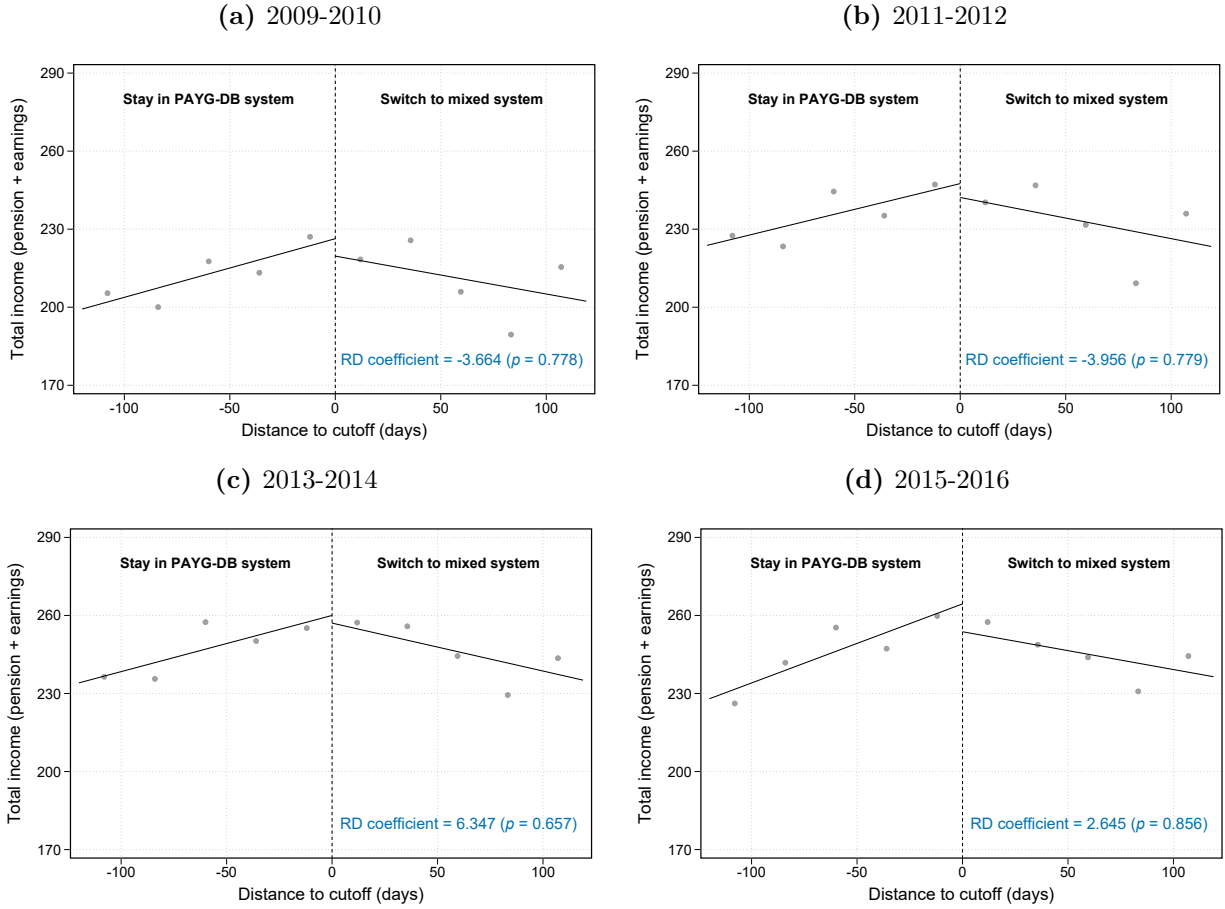 (a) 2009-2010
Total income (pension + earnings)
290
260
230
200
170
Stay in PAYG-DB system
Switch to mixed system
RD coefficient = -3.664 (p = 0.778)
-100 -50 0 50 100
Distance to cutoff (days)
(b) 2011-2012
Total income (pension + earnings)
290
260
230
200
170
Stay in PAYG-DB system
Switch to mixed system
RD coefficient = -3.956 (p = 0.779)
-100 -50 0 50 100
Distance to cutoff (days)
(c) 2013-2014
Total income (pension + earnings)
290
260
230
200
170
Stay in PAYG-DB system
Switch to mixed system
RD coefficient = 6.347 (p = 0.657)
-100 -50 0 50 100
Distance to cutoff (days)
(d) 2015-2016
Total income (pension + earnings)
290
260
230
200
170
Stay in PAYG-DB system
Switch to mixed system
RD coefficient = 2.645 (p = 0.856)
-100 -50 0 50 100
Distance to cutoff (days)